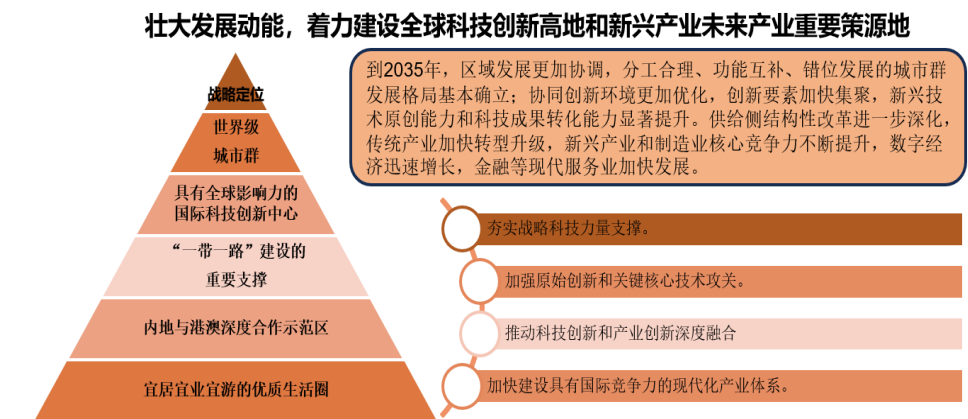 壮大发展动能，着力建设全球科技创新高地和新兴产业未来产业重要策源地
战略定位
世界级
城市群
具有全球影响力的
国际科技创新中心
“一带一路”建设的
重要支撑
内地与港澳深度合作示范区
宜居宜业宜游的优质生活圈
到2035年，区域发展更加协调，分工合理、功能互补、错位发展的城市群
发展格局基本确立；协同创新环境更加优化，创新要素加快集聚，新兴技
术原创能力和科技成果转化能力显著提升。供给侧结构性改革进一步深化，
传统产业加快转型升级，新兴产业和制造业核心竞争力不断提升，数字经
济迅速增长，金融等现代服务业加快发展。
夯实战略科技力量支撑。
加强原始创新和关键核心技术攻关。
推动科技创新和产业创新深度融合
加快建设具有国际竞争力的现代化产业体系。